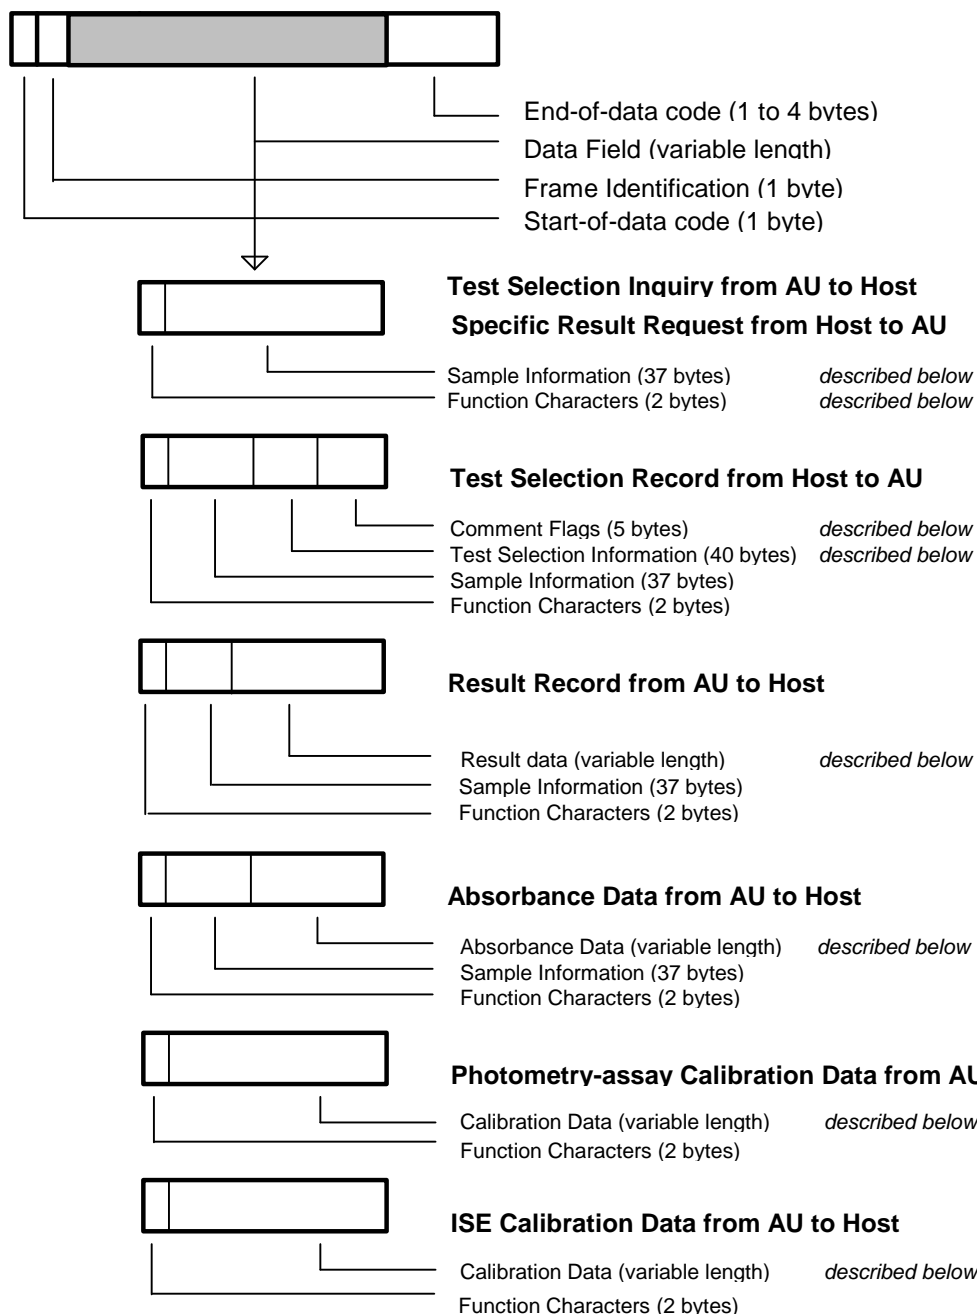 End-of-data code (1 to 4 bytes)
Data Field (variable length)
Frame Identification (1 byte)
Start-of-data code (1 byte)
Test Selection Inquiry from AU to Host
Specific Result Request from Host to AU
Sample Information (37 bytes) described below
Function Characters (2 bytes) described below
Test Selection Record from Host to AU
Comment Flags (5 bytes) described below
Test Selection Information (40 bytes) described below
Sample Information (37 bytes)
Function Characters (2 bytes)
Result Record from AU to Host
Result data (variable length) described below
Sample Information (37 bytes)
Function Characters (2 bytes)
Absorbance Data from AU to Host
Absorbance Data (variable length) described below
Sample Information (37 bytes)
Function Characters (2 bytes)
Photometry-assay Calibration Data from AU
Calibration Data (variable length) described below
Function Characters (2 bytes)
ISE Calibration Data from AU to Host
Calibration Data (variable length) described below
Function Characters (2 bytes)